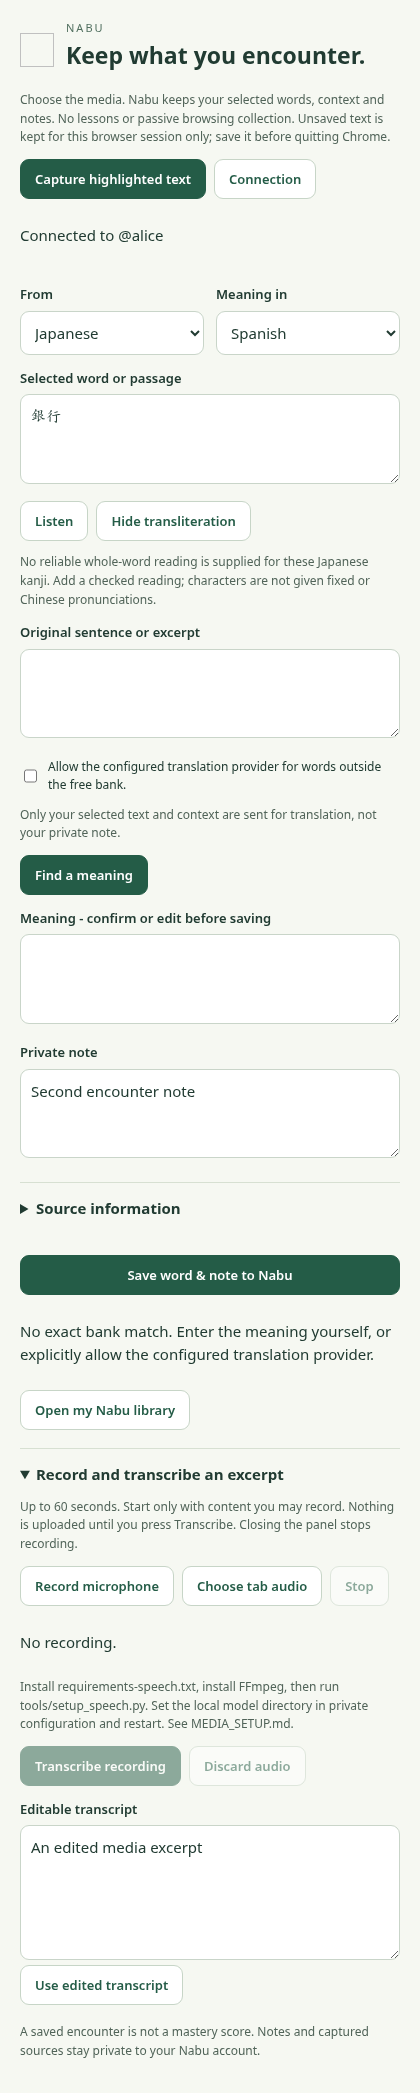 NABU
Keep what you encounter.
Choose the media. Nabu keeps your selected words, context and
notes. No lessons or passive browsing collection. Unsaved text is
kept for this browser session only; save it before quitting Chrome.
Capture highlighted text
Connection
Connected to @alice
From
Meaning in
Japanese
Spanish
Selected word or passage
銀行
Listen
Hide transliteration
No reliable whole-word reading is supplied for these Japanese
kanji. Add a checked reading; characters are not given fixed or
Chinese pronunciations.
Original sentence or excerpt
Allow the configured translation provider for words outside
the free bank.
Only your selected text and context are sent for translation, not
your private note.
Find a meaning
Meaning - confirm or edit before saving
Private note
Second encounter note
Source information
Save word & note to Nabu
No exact bank match. Enter the meaning yourself, or
explicitly allow the configured translation provider.
Open my Nabu library
Record and transcribe an excerpt
Up to 60 seconds. Start only with content you may record. Nothing
is uploaded until you press Transcribe. Closing the panel stops
recording.
Record microphone
Choose tab audio
Stop
No recording.
Install requirements-speech.txt, install FFmpeg, then run
tools/setup_speech.py. Set the local model directory in private
configuration and restart. See MEDIA_SETUP.md.
Transcribe recording
Discard audio
Editable transcript
An edited media excerpt
Use edited transcript
A saved encounter is not a mastery score. Notes and captured
sources stay private to your Nabu account.